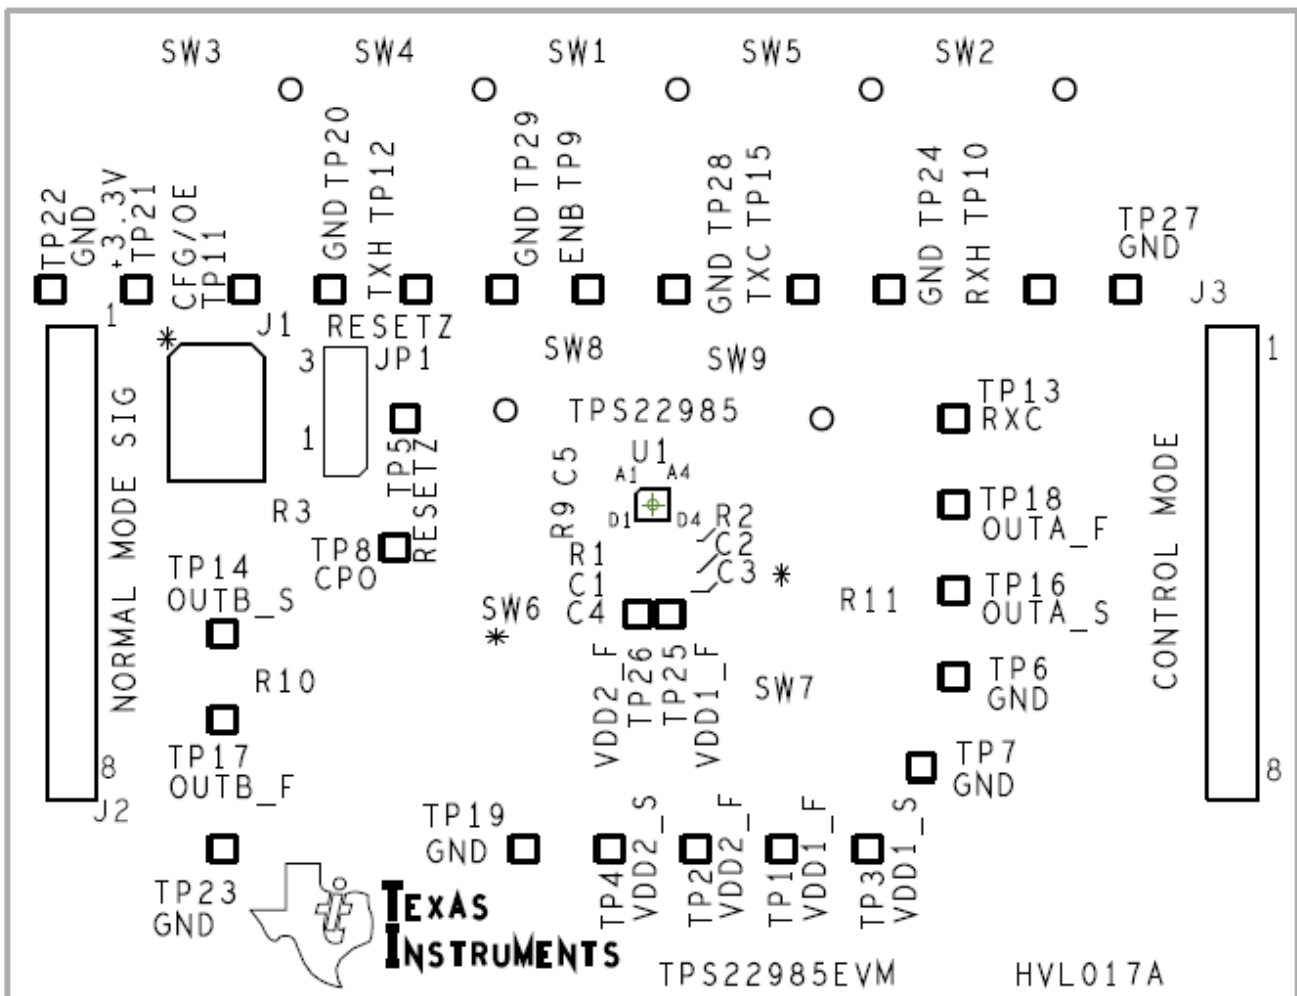 SW3
SW4
SW1
SW5
SW2
TP22
GND
+3.3V
TP21
CFG/OE
TP11
GND TP20
TXH TP12
GND TP29
ENB TP9
GND TP28
TXC TP15
GND TP24
RXH TP10
TP27
GND
J3
1
*
J1
RESETZ
3
JP1
1
SW8
SW9
1
NORMAL MODE SIG
TP5
RESETZ
TPS22985
U1
A1
A4
D1
D4
R9 C5
TP13
RXC
CONTROL MODE
R3
TP8
CPO
R1
C1
C4
R2
C2
C3
*
TP18
OUTA_F
R11
TP16
OUTA_S
TP14
OUTB_S
SW6
*
R10
VDD2_F
TP26
TP25
VDD1_F
SW7
TP6
GND
TP17
OUTB_F
8
J2
TP7
GND
8
TP19
GND
TP4
VDD2_S
TP2
VDD2_F
TP1
VDD1_F
TP3
VDD1_S
TP23
GND
TEXAS
INSTRUMENTS
TPS22985EVM
HVL017A